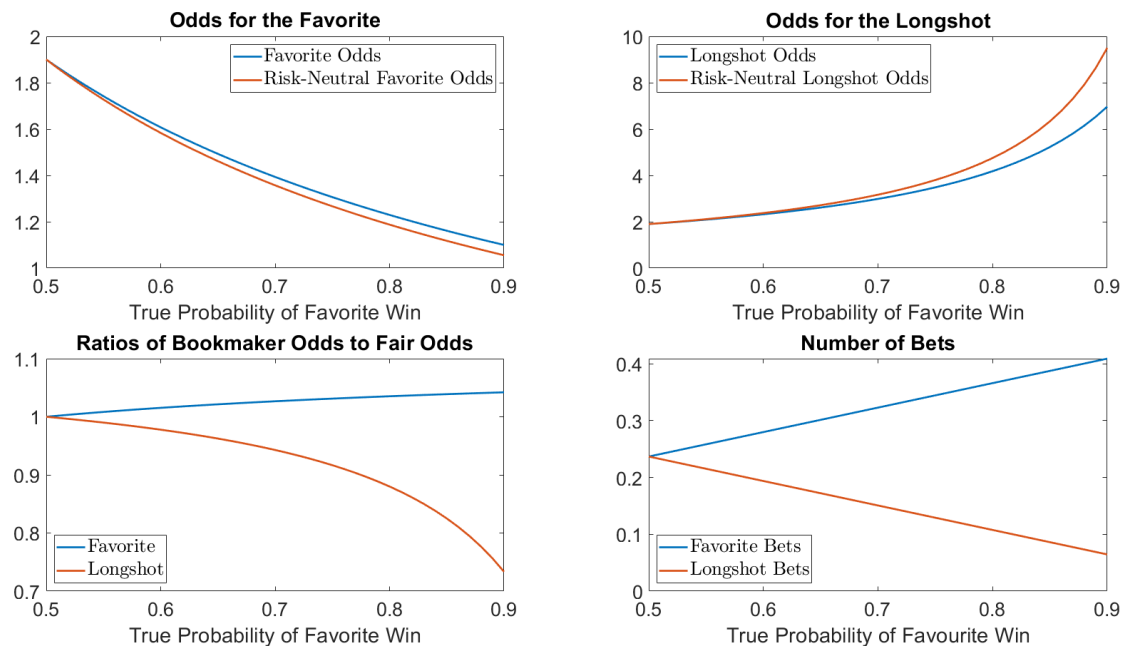 Odds for the Favorite
2
1.8
1.6
1.4
1.2
1
Favorite Odds
Risk-Neutral Favorite Odds
0.5 0.6 0.7 0.8 0.9
True Probability of Favorite Win
Odds for the Longshot
10
8
6
4
2
0
Longshot Odds
Risk-Neutral Longshot Odds
0.5 0.6 0.7 0.8 0.9
True Probability of Favorite Win
Ratios of Bookmaker Odds to Fair Odds
1.1
1
0.9
0.8
0.7
Favorite
Longshot
0.5 0.6 0.7 0.8 0.9
True Probability of Favorite Win
Number of Bets
0.4
0.3
0.2
0.1
0
Favorite Bets
Longshot Bets
0.5 0.6 0.7 0.8 0.9
True Probability of Favourite Win